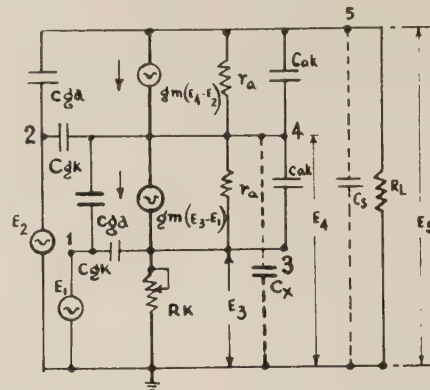 5
cga
gm(E4-E2)
ra
Cak
2
Cgk
4
cga
gm(E3-E1)
ra
Cak
E4
Cs
RL
E5
E2
1
Cgk
3
E1
RK
E3
Cx